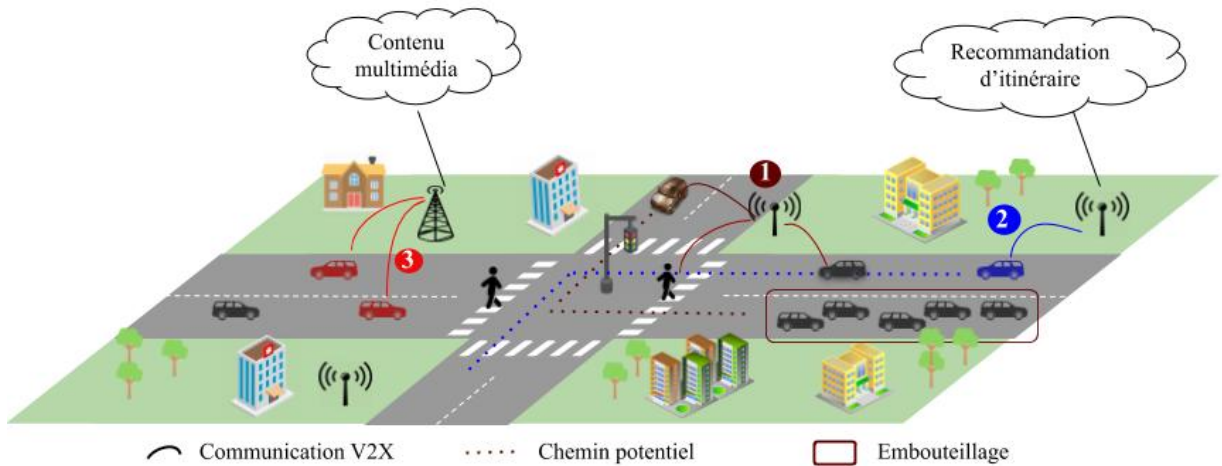 Contenu
multimédia
Recommandation
d'itinéraire
1
2
3
Communication V2X
Chemin potentiel
Embouteillage